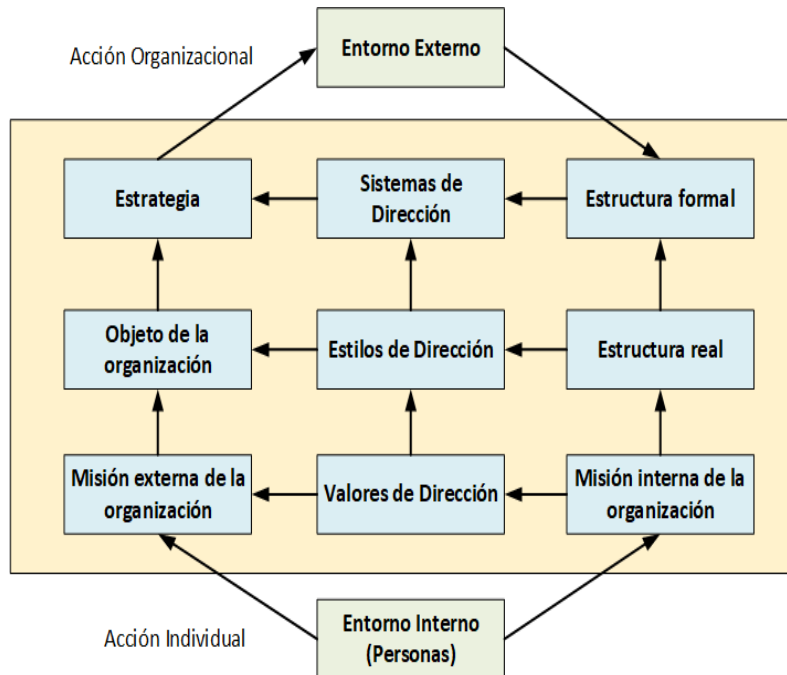 Acción Organizacional
Entorno Externo
Estrategia
Sistemas de
Dirección
Estructura formal
Objeto de la
organización
Estilos de Dirección
Estructura real
Misión externa de la
organización
Valores de Dirección
Misión interna de la
organización
Acción Individual
Entorno Interno
(Personas)